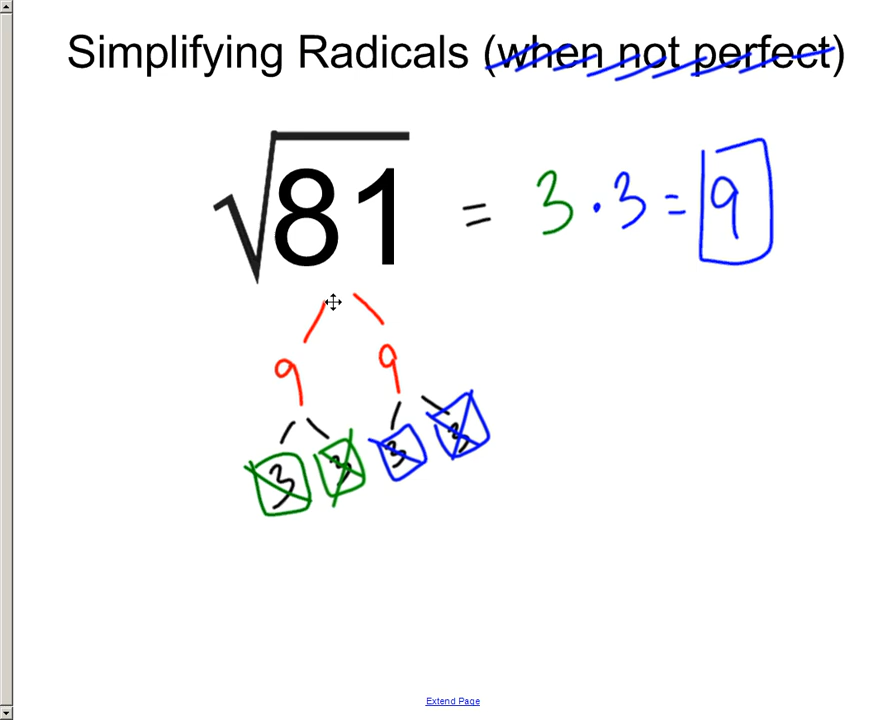 Simplifying Radicals (when not perfect)
√81 = 3 · 3 = 9
9 9
3 3 3 3
Extend Page